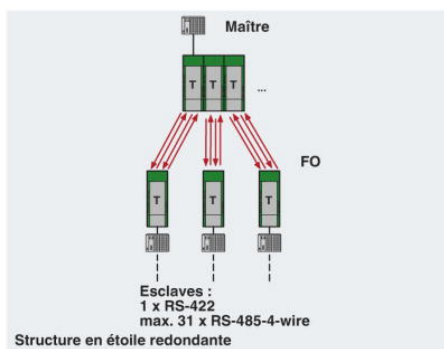 Maître
T T T ...
FO
T T T
Esclaves :
1 x RS-422
max. 31 x RS-485-4-wire
Structure en étoile redondante